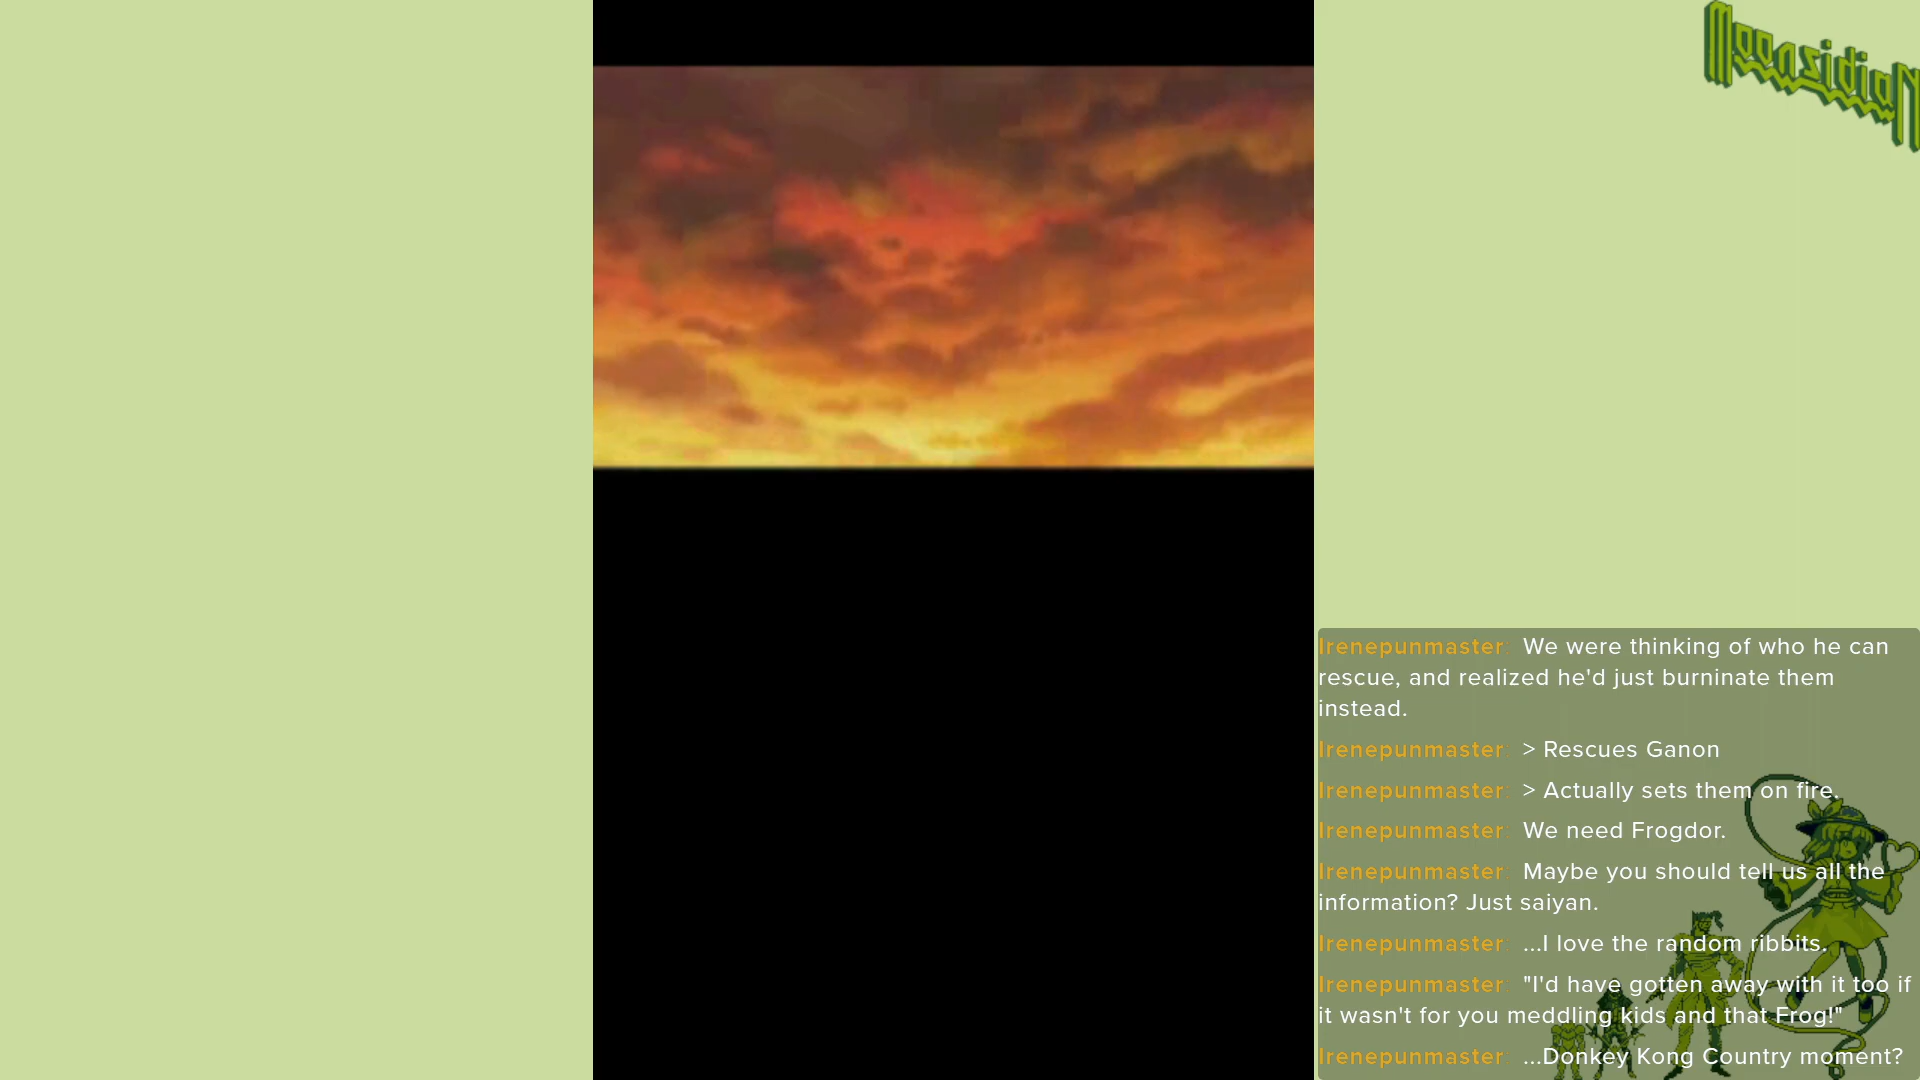 MoonzidiaN
Irenepunmaster: We were thinking of who he can
rescue, and realized he'd just burninate them
instead.
Irenepunmaster: > Rescues Ganon
Irenepunmaster: > Actually sets them on fire.
Irenepunmaster: We need Frogdor.
Irenepunmaster: Maybe you should tell us all the
information? Just saiyan.
Irenepunmaster: ...I love the random ribbits.
Irenepunmaster: "I'd have gotten away with it too if
it wasn't for you meddling kids and that Frog!"
Irenepunmaster: ...Donkey Kong Country moment?